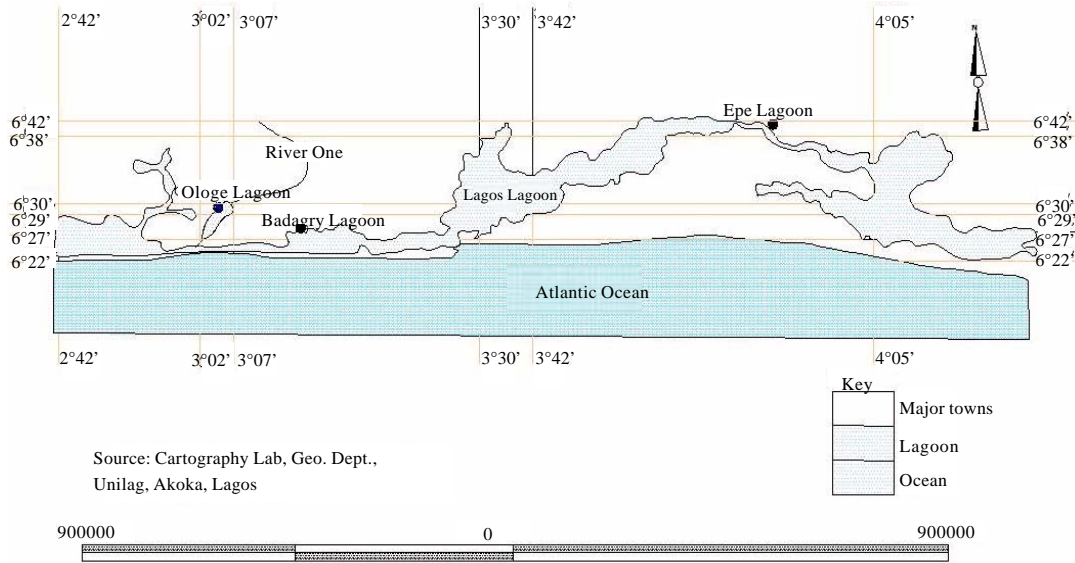 2°42’ 3°02’ 3°07’ 3°30’ 3°42’ 4°05’
N
6°42’ 6°42’
6°38’ 6°38’
Epe Lagoon
River One
Ologe Lagoon
Lagos Lagoon
6°30’ 6°30’
6°29’ 6°29’
Badagry Lagoon
6°27’ 6°27’
6°22’ 6°22’
Atlantic Ocean
2°42’ 3°02’ 3°07’ 3°30’ 3°42’ 4°05’
Key
Major towns
Lagoon
Ocean
Source: Cartography Lab, Geo. Dept.,
Unilag, Akoka, Lagos
900000 0 900000